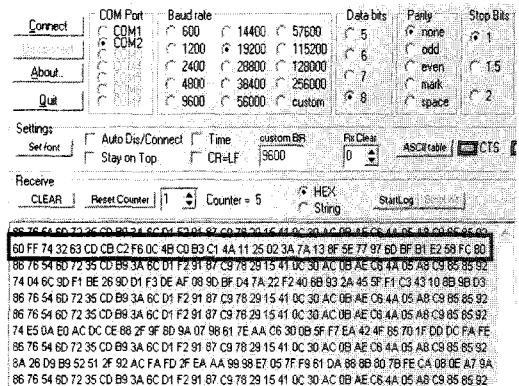 COM Port Baud rate Data bits Parity Stop Bits
Connect COM1 600 14400 57600 5 none 1
COM2 1200 19200 115200 6 odd
About.. 2400 28800 128000 7 even 1.5
4800 38400 256000 mark
Quit 9600 56000 custom 8 space 2
Settings
Set font Auto Dis/Connect Time custom BR Rx Clear ASCII table CTS
Stay on Top CR=LF 9600 0
Receive
CLEAR Reset Counter 1 Counter = 5 HEX String StartLog
86 76 54 6D 72 35 CD B9 3A 6C D1 F2 91 87 C9 78 29 15 41 0C 30 AC 0B AE C6 4A 05 A8 C9 85 85 92
60 FF 74 32 63 CD CB C2 F6 0C 4B C0 B3 C1 4A 11 25 02 3A 7A 13 8F 5E 77 97 6D BF B1 E2 58 FC 80
86 76 54 6D 72 35 CD B9 3A 6C D1 F2 91 87 C9 78 29 15 41 0C 30 AC 0B AE C6 4A 05 A8 C9 85 85 92
74 04 6C 9D F1 BE 26 9D D1 F3 DE AF 08 9D BF D4 7A 22 F2 40 6B 93 2A 45 5F F1 C3 43 10 8B 9B D3
86 76 54 6D 72 35 CD B9 3A 6C D1 F2 91 87 C9 78 29 15 41 0C 30 AC 0B AE C6 4A 05 A8 C9 85 85 92
74 E5 0A E0 AC DC CE 88 2F 9F 8D 9A 07 98 61 7E AA C6 30 0B 5F F7 EA 42 4F 85 70 1F DD DC FA FE
86 76 54 6D 72 35 CD B9 3A 6C D1 F2 91 87 C9 78 29 15 41 0C 30 AC 0B AE C6 4A 05 A8 C9 85 85 92
8A 26 D9 B9 52 51 2F 92 AC FA FD 2F EA AA 99 98 E7 05 7F F9 61 DA 88 8B 80 7B FE CA 08 0E A7 9A
86 76 54 6D 72 35 CD B9 3A 6C D1 F2 91 87 C9 78 29 15 41 0C 30 AC 0B AE C6 4A 05 A8 C9 85 85 92